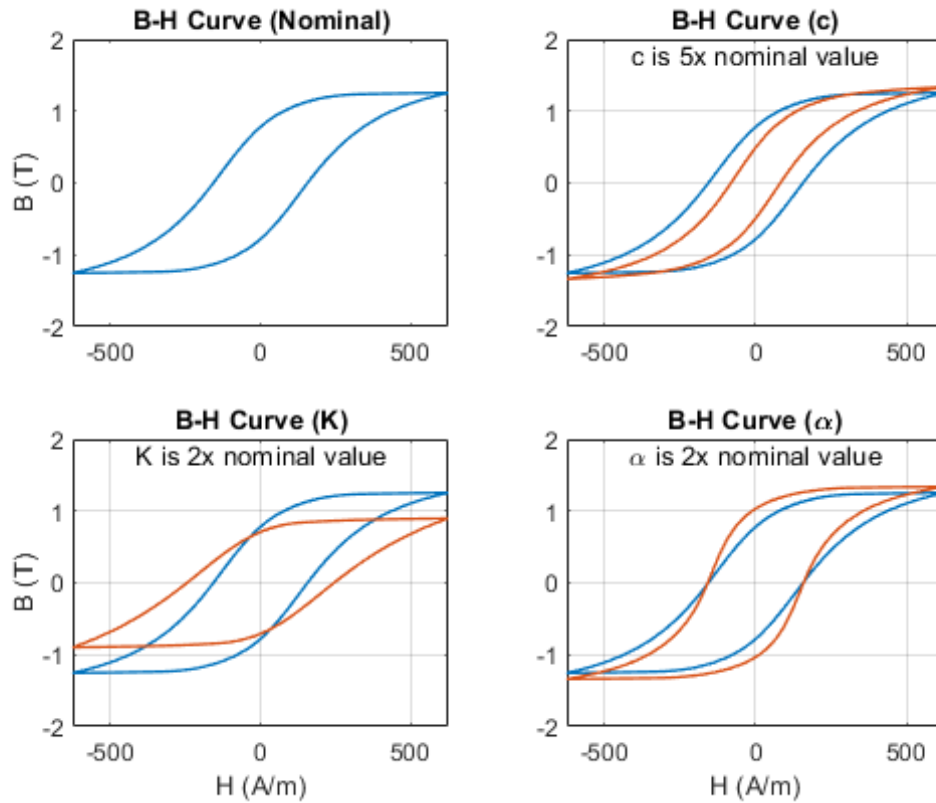 B-H Curve (Nominal)
2
1
0
-1
-2
B (T)
-500
0
500
B-H Curve (c)
c is 5x nominal value
2
1
0
-1
-2
-500
0
500
B-H Curve (K)
K is 2x nominal value
2
1
0
-1
-2
B (T)
-500
0
500
H (A/m)
B-H Curve (α)
α is 2x nominal value
2
1
0
-1
-2
-500
0
500
H (A/m)